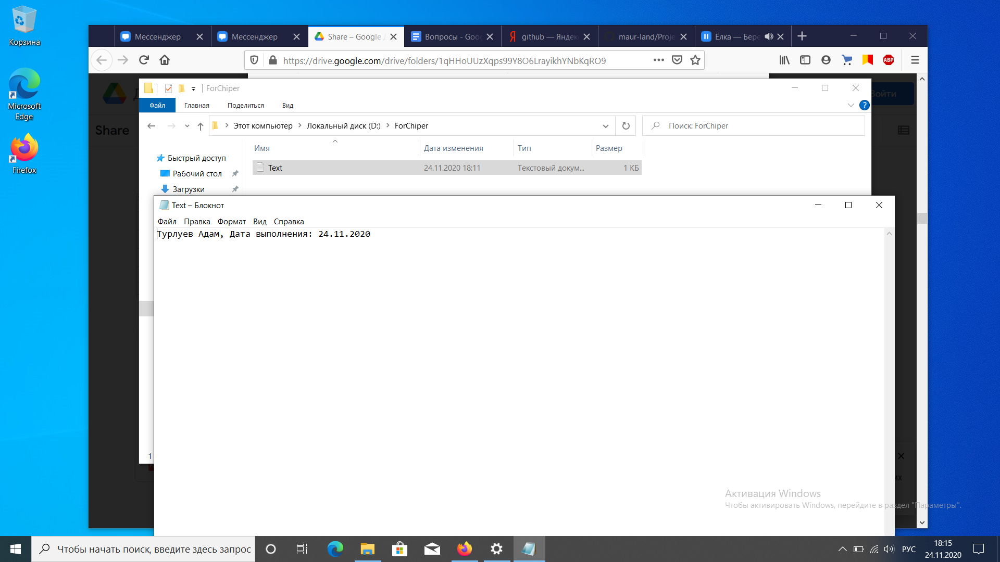 Корзина
Microsoft Edge
Firefox
Мессенджер
Мессенджер
Share – Google
Вопросы - Goo
github — Яндек
maur-land/Proje
Ёлка — Бере
https://drive.google.com/drive/folders/1qHHoUUzXqps99Y8O6LrayikhYNbKqRO9
ABP
Share
Войти
ForChiper
Файл Главная Поделиться Вид
Этот компьютер Локальный диск (D:) ForChiper
Поиск: ForChiper
Имя Дата изменения Тип Размер
Быстрый доступ
Text 24.11.2020 18:11 Текстовый докум... 1 КБ
Рабочий стол
Загрузки
Text – Блокнот
Файл Правка Формат Вид Справка
Турлуев Адам, Дата выполнения: 24.11.2020
1
их
Активация Windows
Чтобы активировать Windows, перейдите в раздел "Параметры".
Чтобы начать поиск, введите здесь запрос
РУС
18:15
24.11.2020